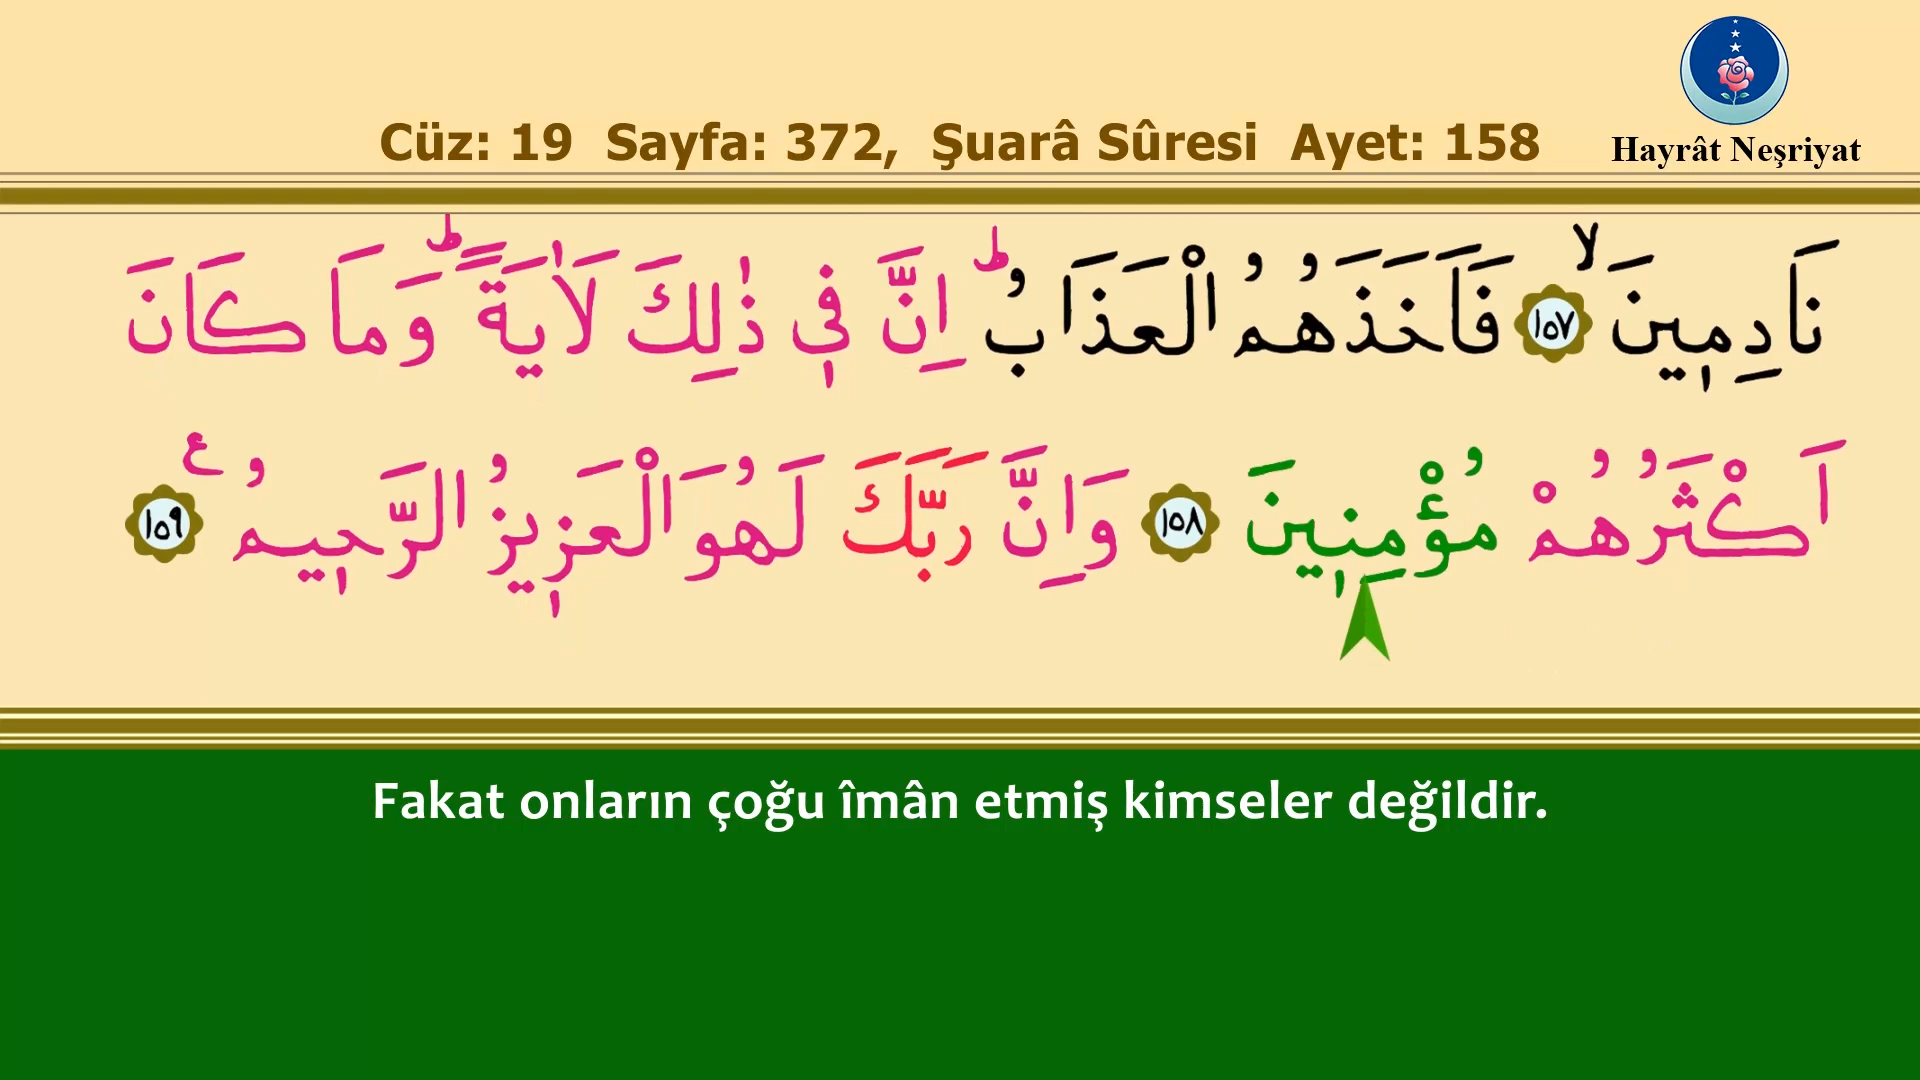 Cüz: 19 Sayfa: 372, Şuarâ Sûresi Ayet: 158
Hayrât Neşriyat
نَادِم۪ينَۙ ﴿١٥٧﴾ فَاَخَذَهُمُ الْعَذَابُۜ اِنَّ ف۪ي ذٰلِكَ لَاٰيَةًۜ وَمَا كَانَ
اَكْثَرُهُمْ مُؤْمِن۪ينَ ﴿١٥٨﴾ وَاِنَّ رَبَّكَ لَهُوَ الْعَز۪يزُ الرَّح۪يمُ ع ﴿١٥٩﴾
Fakat onların çoğu îmân etmiş kimseler değildir.